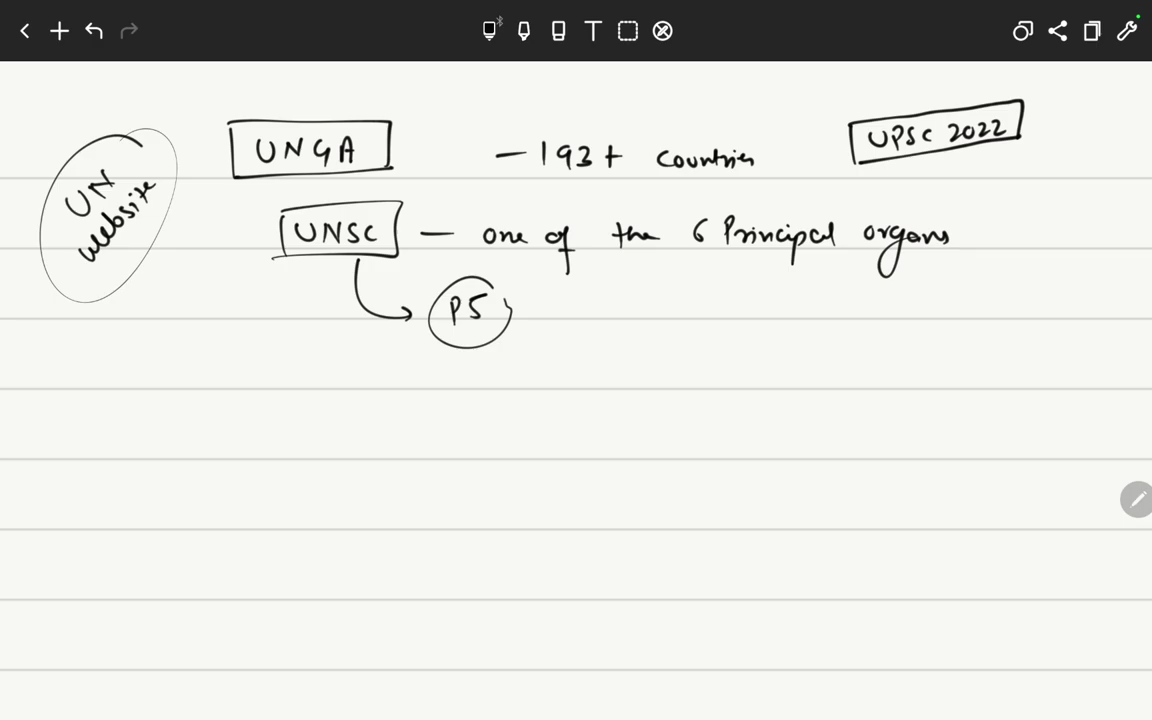 UN website
UNGA — 193+ countries
UPSC 2022
UNSC — one of the 6 Principal organs
P5